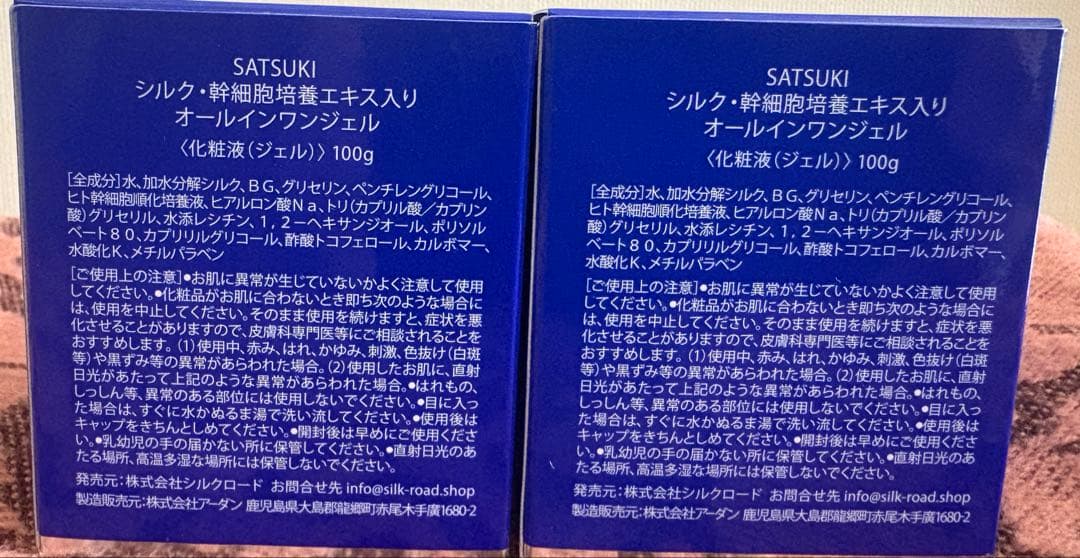 SATSUKI
シルク・幹細胞培養エキス入り
オールインワンジェル
〈化粧液(ジェル)〉100g
[全成分]水、加水分解シルク、BG、グリセリン、ペンチレングリコール、
ヒト幹細胞順化培養液、ヒアルロン酸Na、トリ(カプリル酸/カプリン
酸)グリセリル、水添レシチン、1,2-ヘキサンジオール、ポリソル
ベート80、カプリリルグリコール、酢酸トコフェロール、カルボマー、
水酸化K、メチルパラベン
[ご使用上の注意]●お肌に異常が生じていないかよく注意して使用
してください。●化粧品がお肌に合わないとき即ち次のような場合に
は、使用を中止してください。そのまま使用を続けますと、症状を悪
化させることがありますので、皮膚科専門医等にご相談されることを
おすすめします。(1)使用中、赤み、はれ、かゆみ、刺激、色抜け(白斑
等)や黒ずみ等の異常があらわれた場合。(2)使用したお肌に、直射
日光があたって上記のような異常があらわれた場合。●はれもの、
しっしん等、異常のある部位には使用しないでください。●目に入っ
た場合は、すぐに水かぬるま湯で洗い流してください。●使用後は
キャップをきちんとしめてください。●開封後は早めにご使用くださ
い。●乳幼児の手の届かない所に保管してください。●直射日光のあ
たる場所、高温多湿な場所には保管しないでください。
発売元:株式会社シルクロード お問合せ先 info@silk-road.shop
製造販売元:株式会社アーダン 鹿児島県大島郡龍郷町赤尾木手廣1680-2
SATSUKI
シルク・幹細胞培養エキス入り
オールインワンジェル
〈化粧液(ジェル)〉100g
[全成分]水、加水分解シルク、BG、グリセリン、ペンチレングリコール、
ヒト幹細胞順化培養液、ヒアルロン酸Na、トリ(カプリル酸/カプリン
酸)グリセリル、水添レシチン、1,2-ヘキサンジオール、ポリソル
ベート80、カプリリルグリコール、酢酸トコフェロール、カルボマー、
水酸化K、メチルパラベン
[ご使用上の注意]●お肌に異常が生じていないかよく注意して使用
してください。●化粧品がお肌に合わないとき即ち次のような場合に
は、使用を中止してください。そのまま使用を続けますと、症状を悪
化させることがありますので、皮膚科専門医等にご相談されることを
おすすめします。(1)使用中、赤み、はれ、かゆみ、刺激、色抜け(白斑
等)や黒ずみ等の異常があらわれた場合。(2)使用したお肌に、直射
日光があたって上記のような異常があらわれた場合。●はれもの、
しっしん等、異常のある部位には使用しないでください。●目に入っ
た場合は、すぐに水かぬるま湯で洗い流してください。●使用後は
キャップをきちんとしめてください。●開封後は早めにご使用くださ
い。●乳幼児の手の届かない所に保管してください。●直射日光のあ
たる場所、高温多湿な場所には保管しないでください。
発売元:株式会社シルクロード お問合せ先 info@silk-road.shop
製造販売元:株式会社アーダン 鹿児島県大島郡龍郷町赤尾木手廣1680-2